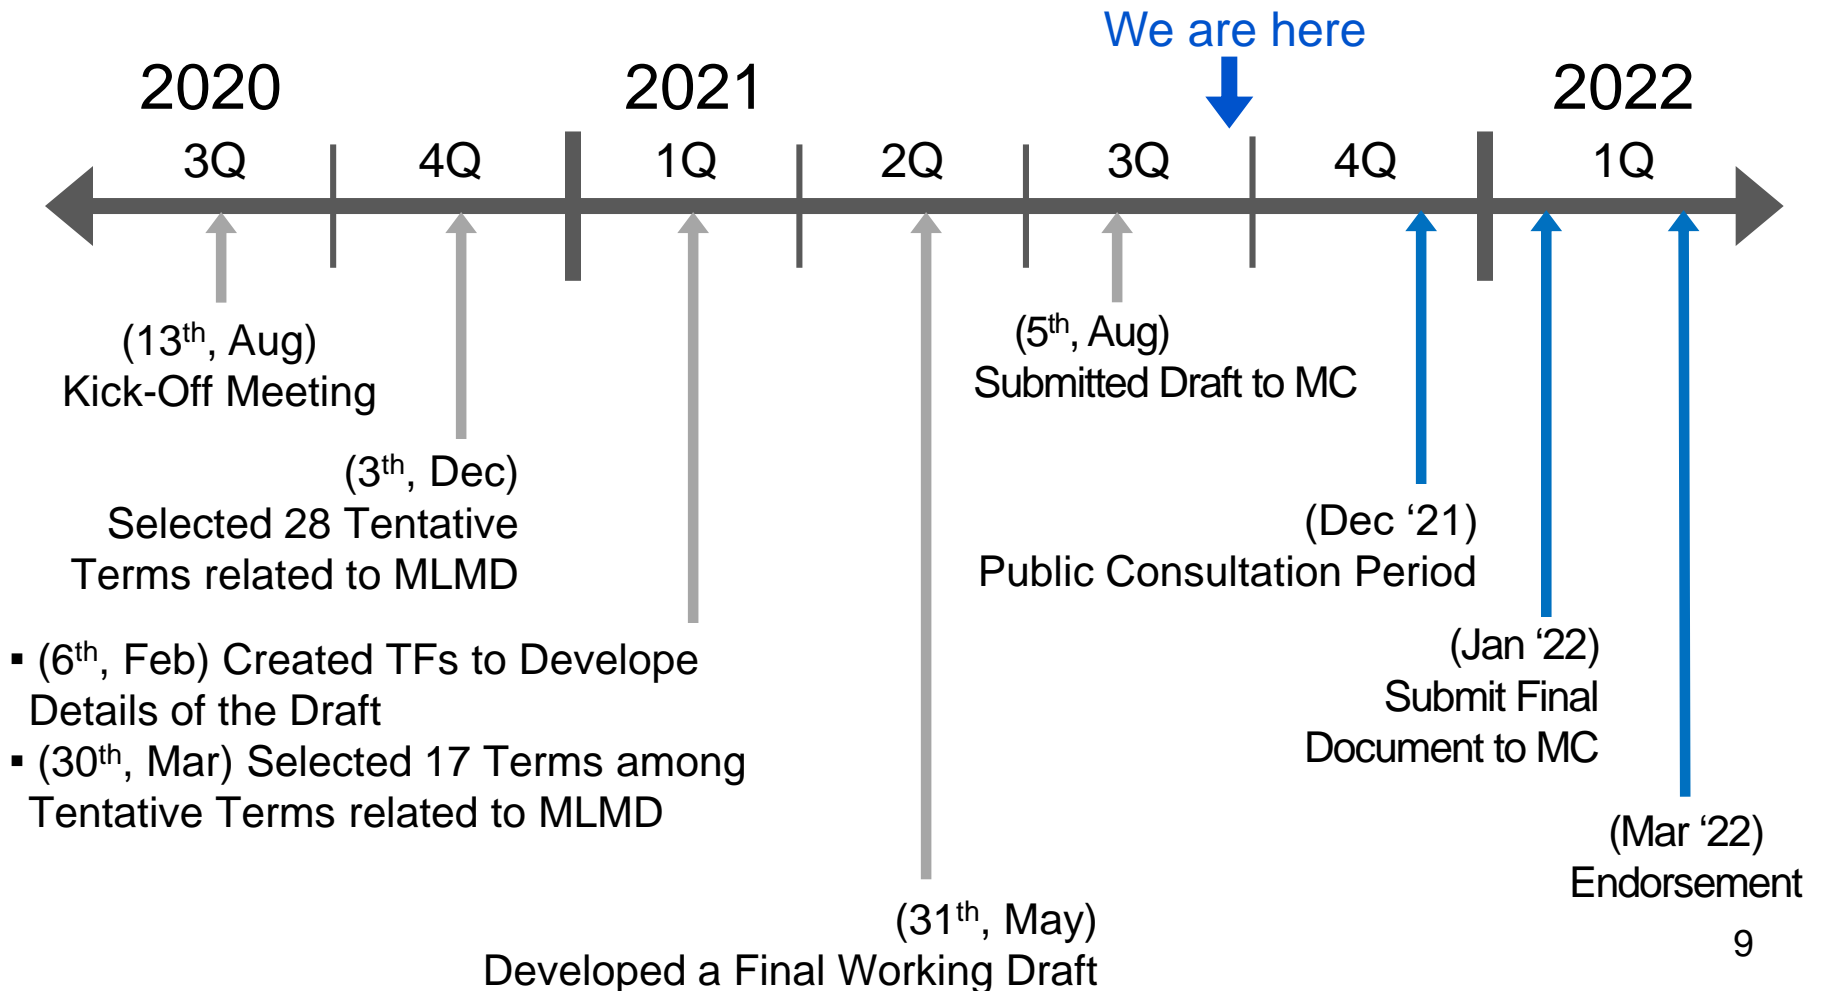 We are here
2020
2021
2022
3Q
4Q
1Q
2Q
3Q
4Q
1Q
(13th, Aug)
Kick-Off Meeting
(3th, Dec)
Selected 28 Tentative
Terms related to MLMD
▪ (6th, Feb) Created TFs to Develope
Details of the Draft
▪ (30th, Mar) Selected 17 Terms among
Tentative Terms related to MLMD
(31th, May)
Developed a Final Working Draft
(5th, Aug)
Submitted Draft to MC
(Dec ‘21)
Public Consultation Period
(Jan ‘22)
Submit Final
Document to MC
(Mar ‘22)
Endorsement
9